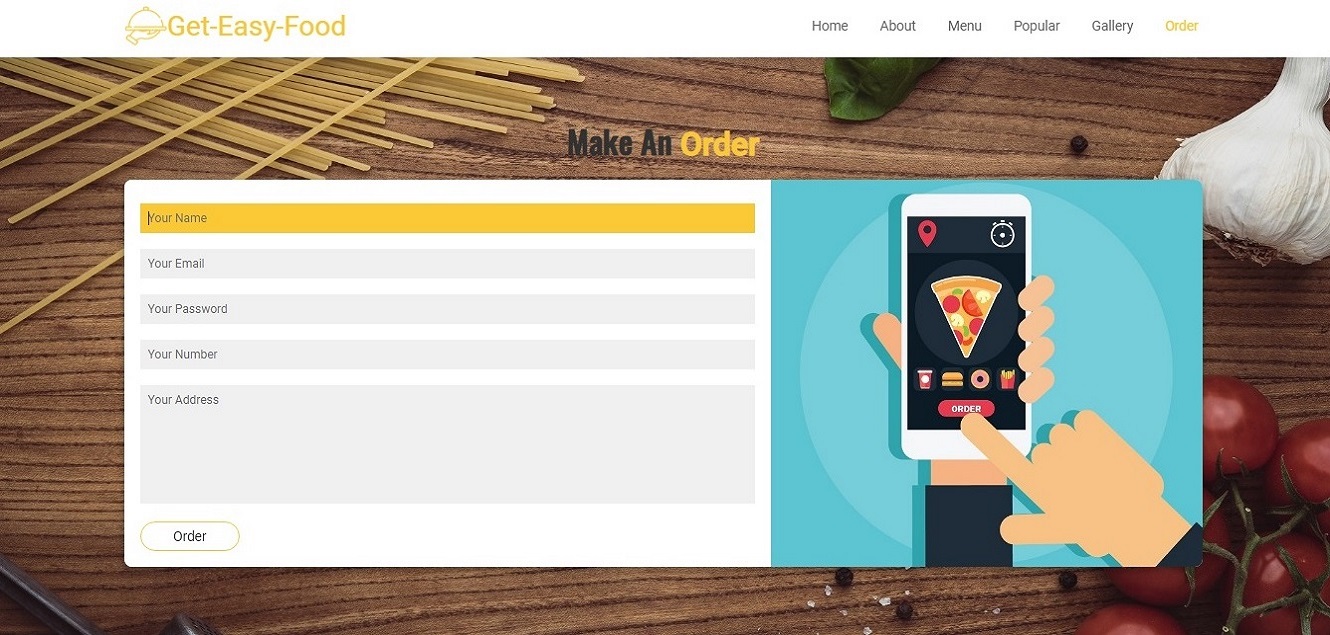 Get-Easy-Food
Home About Menu Popular Gallery Order
Make An Order
Your Name
Your Email
Your Password
Your Number
Your Address
Order
ORDER